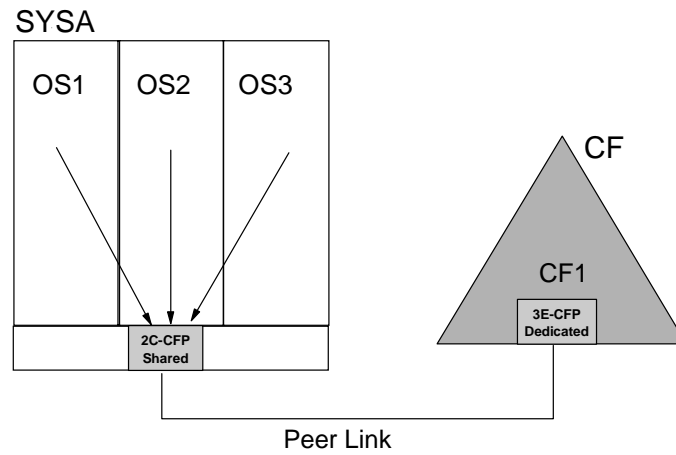 SYSA
OS1 OS2 OS3
CF
CF1
2C-CFP
Shared
3E-CFP
Dedicated
Peer Link